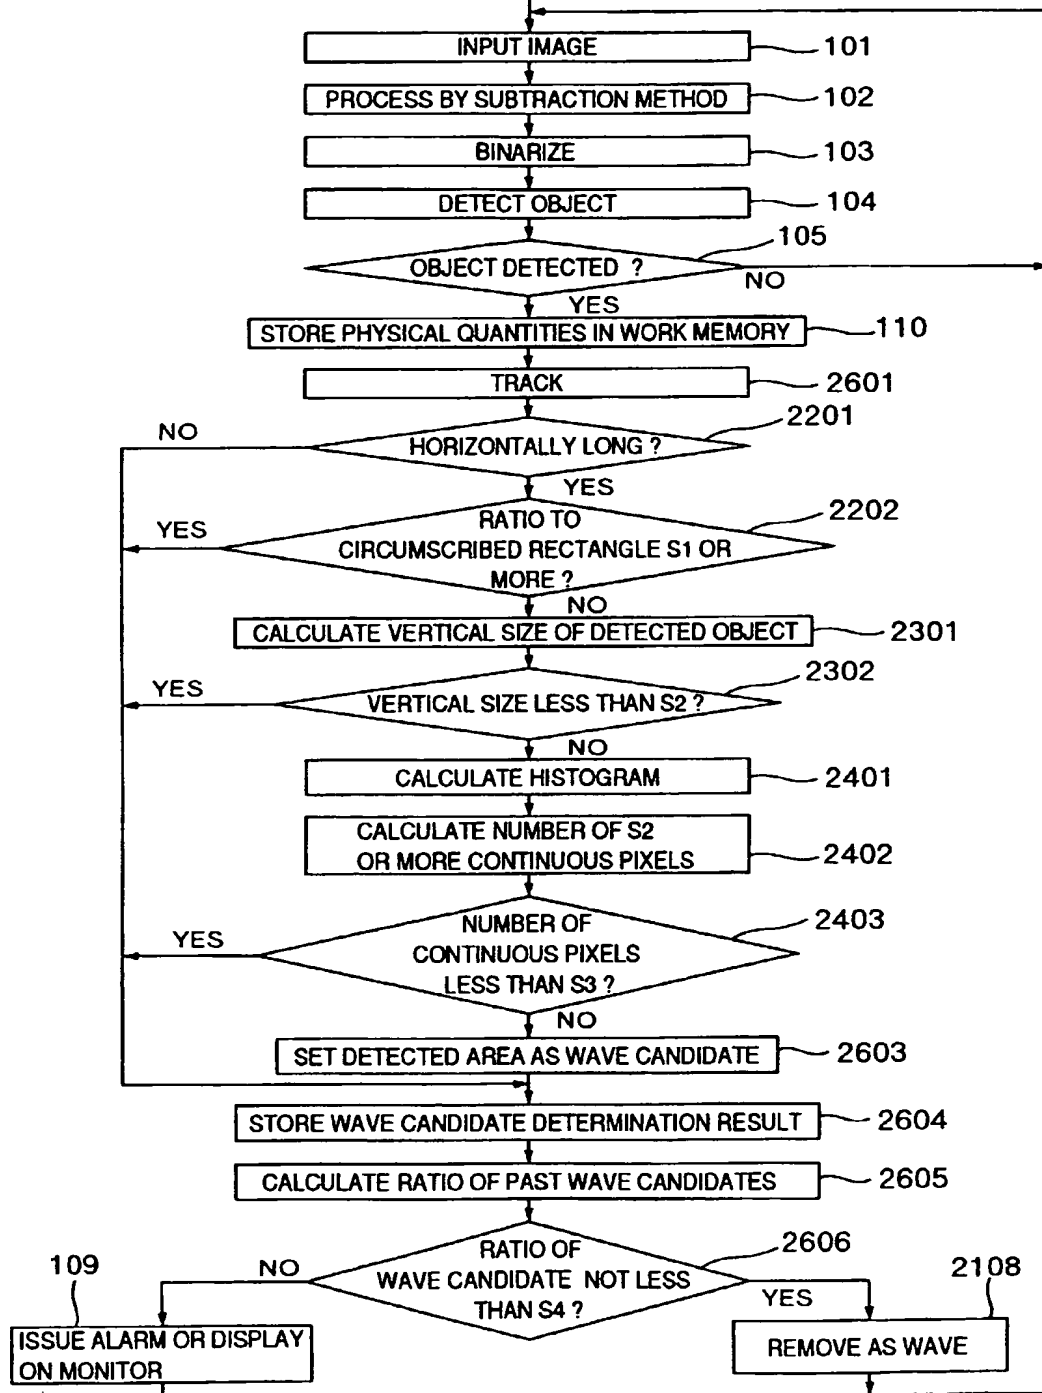 INPUT IMAGE
101
PROCESS BY SUBTRACTION METHOD
102
BINARIZE
103
DETECT OBJECT
104
105
OBJECT DETECTED ?
NO
YES
STORE PHYSICAL QUANTITIES IN WORK MEMORY
110
TRACK
2601
2201
NO
HORIZONTALLY LONG ?
YES
2202
YES
RATIO TO
CIRCUMSCRIBED RECTANGLE S1 OR
MORE ?
NO
CALCULATE VERTICAL SIZE OF DETECTED OBJECT
2301
2302
YES
VERTICAL SIZE LESS THAN S2 ?
NO
CALCULATE HISTOGRAM
2401
CALCULATE NUMBER OF S2
OR MORE CONTINUOUS PIXELS
2402
2403
YES
NUMBER OF
CONTINUOUS PIXELS
LESS THAN S3 ?
NO
SET DETECTED AREA AS WAVE CANDIDATE
2603
STORE WAVE CANDIDATE DETERMINATION RESULT
2604
CALCULATE RATIO OF PAST WAVE CANDIDATES
2605
2606
RATIO OF
WAVE CANDIDATE NOT LESS
THAN S4 ?
NO
YES
109
ISSUE ALARM OR DISPLAY
ON MONITOR
2108
REMOVE AS WAVE